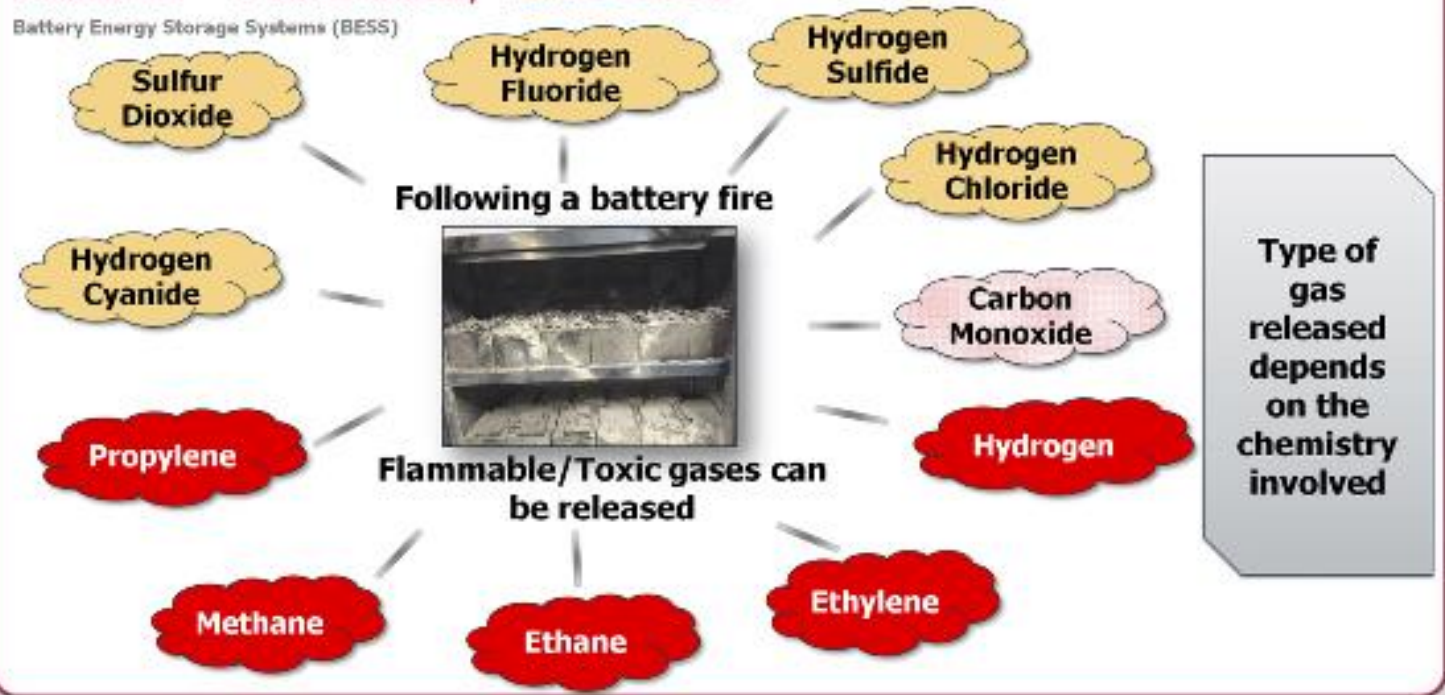 Battery Energy Storage Systems (BESS)
Sulfur
Dioxide
Hydrogen
Fluoride
Hydrogen
Sulfide
Hydrogen
Chloride
Following a battery fire
Hydrogen
Cyanide
Carbon
Monoxide
Type of
gas
released
depends
on the
chemistry
involved
Propylene
Hydrogen
Flammable/Toxic gases can
be released
Methane
Ethane
Ethylene